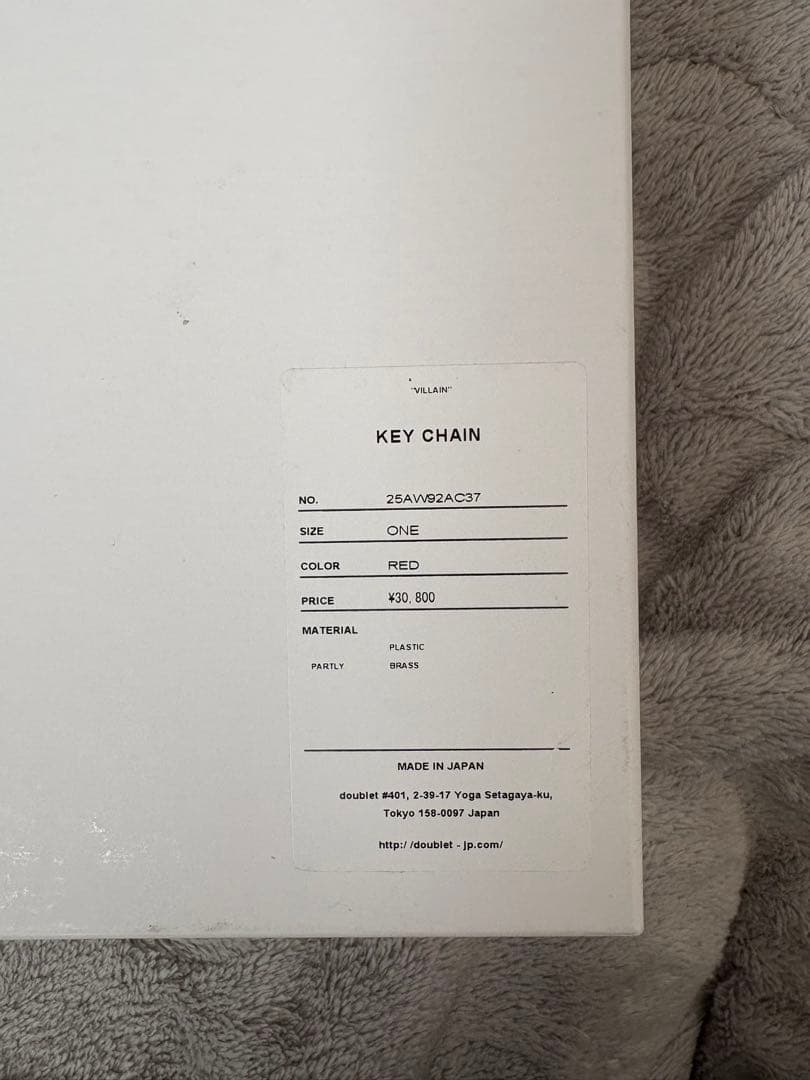 "VILLAIN"
KEY CHAIN
NO. 25AW92AC37
SIZE ONE
COLOR RED
PRICE ¥30,800
MATERIAL
PLASTIC
PARTLY BRASS
MADE IN JAPAN
doublet #401, 2-39-17 Yoga Setagaya-ku,
Tokyo 158-0097 Japan
http://doublet-jp.com/